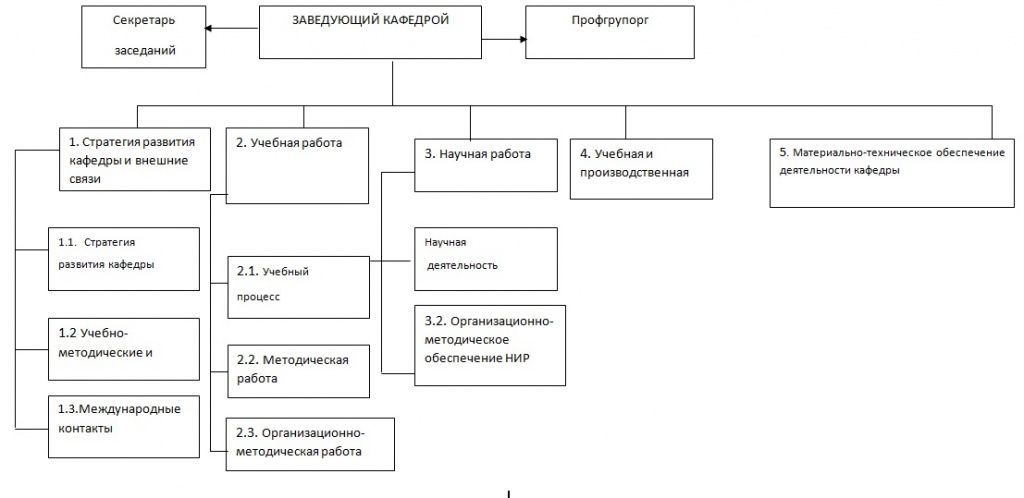 Секретарь
заседаний
ЗАВЕДУЮЩИЙ КАФЕДРОЙ
Профгрупорг
1. Стратегия развития
кафедры и внешние
связи
2. Учебная работа
3. Научная работа
4. Учебная и
производственная
5. Материально-техническое обеспечение
деятельности кафедры
1.1. Стратегия
развития кафедры
1.2 Учебно-
методические и
1.3.Международные
контакты
2.1. Учебный
процесс
2.2. Методическая
работа
2.3. Организационно-
методическая работа
Научная
деятельность
3.2. Организационно-
методическое
обеспечение НИР